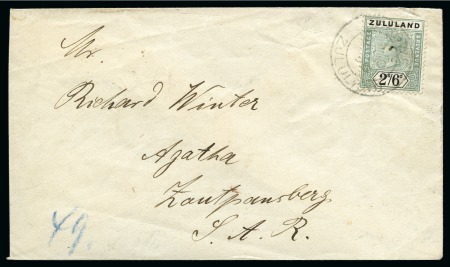 ZULULAND
2/6
Mr.
Richard Winter
Agatha
Zoutpansberg
S. A. R.
49.